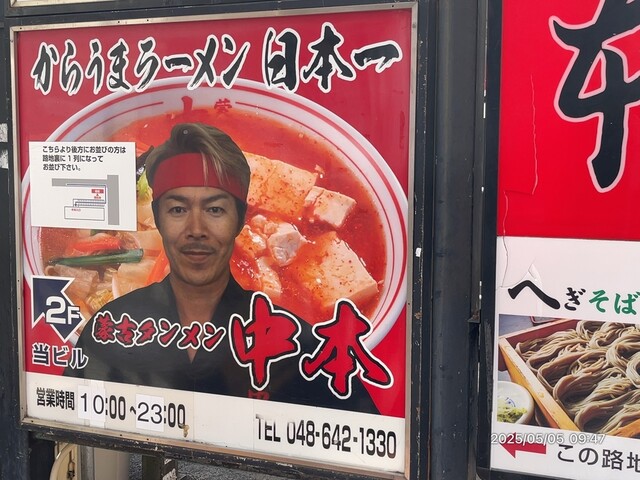 からうまラーメン日本一
こちらより後方にお並びの方は
路地裏に1列になって
お並び下さい。
2F
当ビル
蒙古タンメン 中本
営業時間 10:00~23:00
TEL 048-642-1330
へぎそば
2025/05/05 09:47
この路地